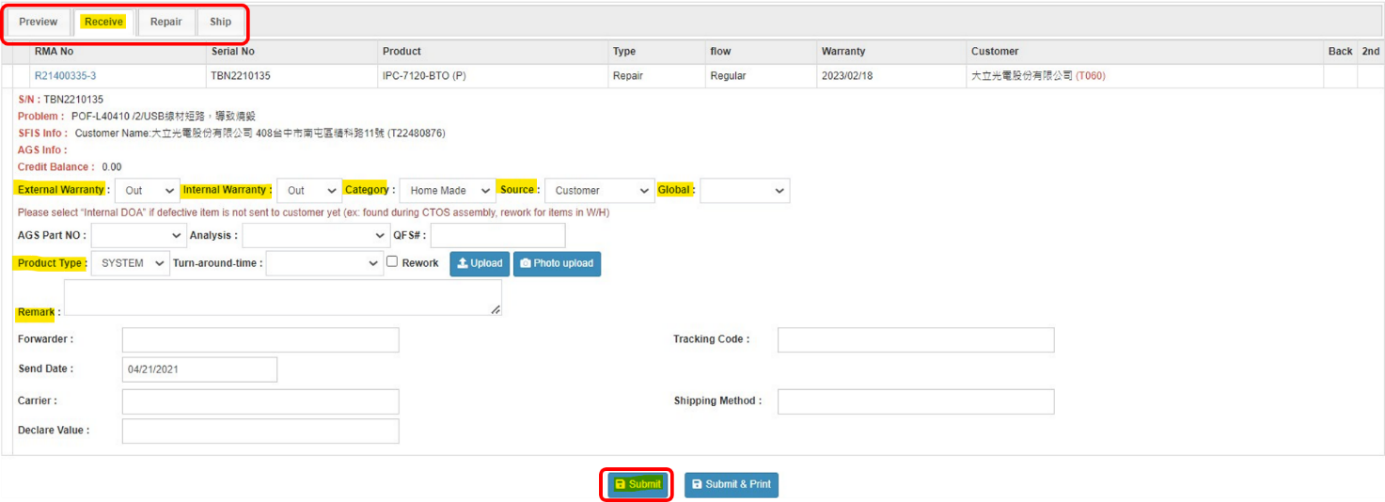 Preview Receive Repair Ship
RMA No Serial No Product Type flow Warranty Customer Back 2nd
R21400335-3 TBN2210135 IPC-7120-BTO (P) Repair Regular 2023/02/18 大立光電股份有限公司 (T060)
S/N : TBN2210135
Problem : POF-L40410 /2/USB線材短路，導致燒毀
SFIS Info : Customer Name:大立光電股份有限公司 408台中市南屯區精科路11號 (T22480876)
AGS Info :
Credit Balance : 0.00
External Warranty : Out Internal Warranty : Out Category : Home Made Source : Customer Global :
Please select "Internal DOA" if defective item is not sent to customer yet (ex: found during CTOS assembly, rework for items in W/H)
AGS Part NO : Analysis : QFS# :
Product Type : SYSTEM Turn-around-time : Rework Upload Photo upload
Remark :
Forwarder : Tracking Code :
Send Date : 04/21/2021
Carrier : Shipping Method :
Declare Value :
Submit Submit & Print